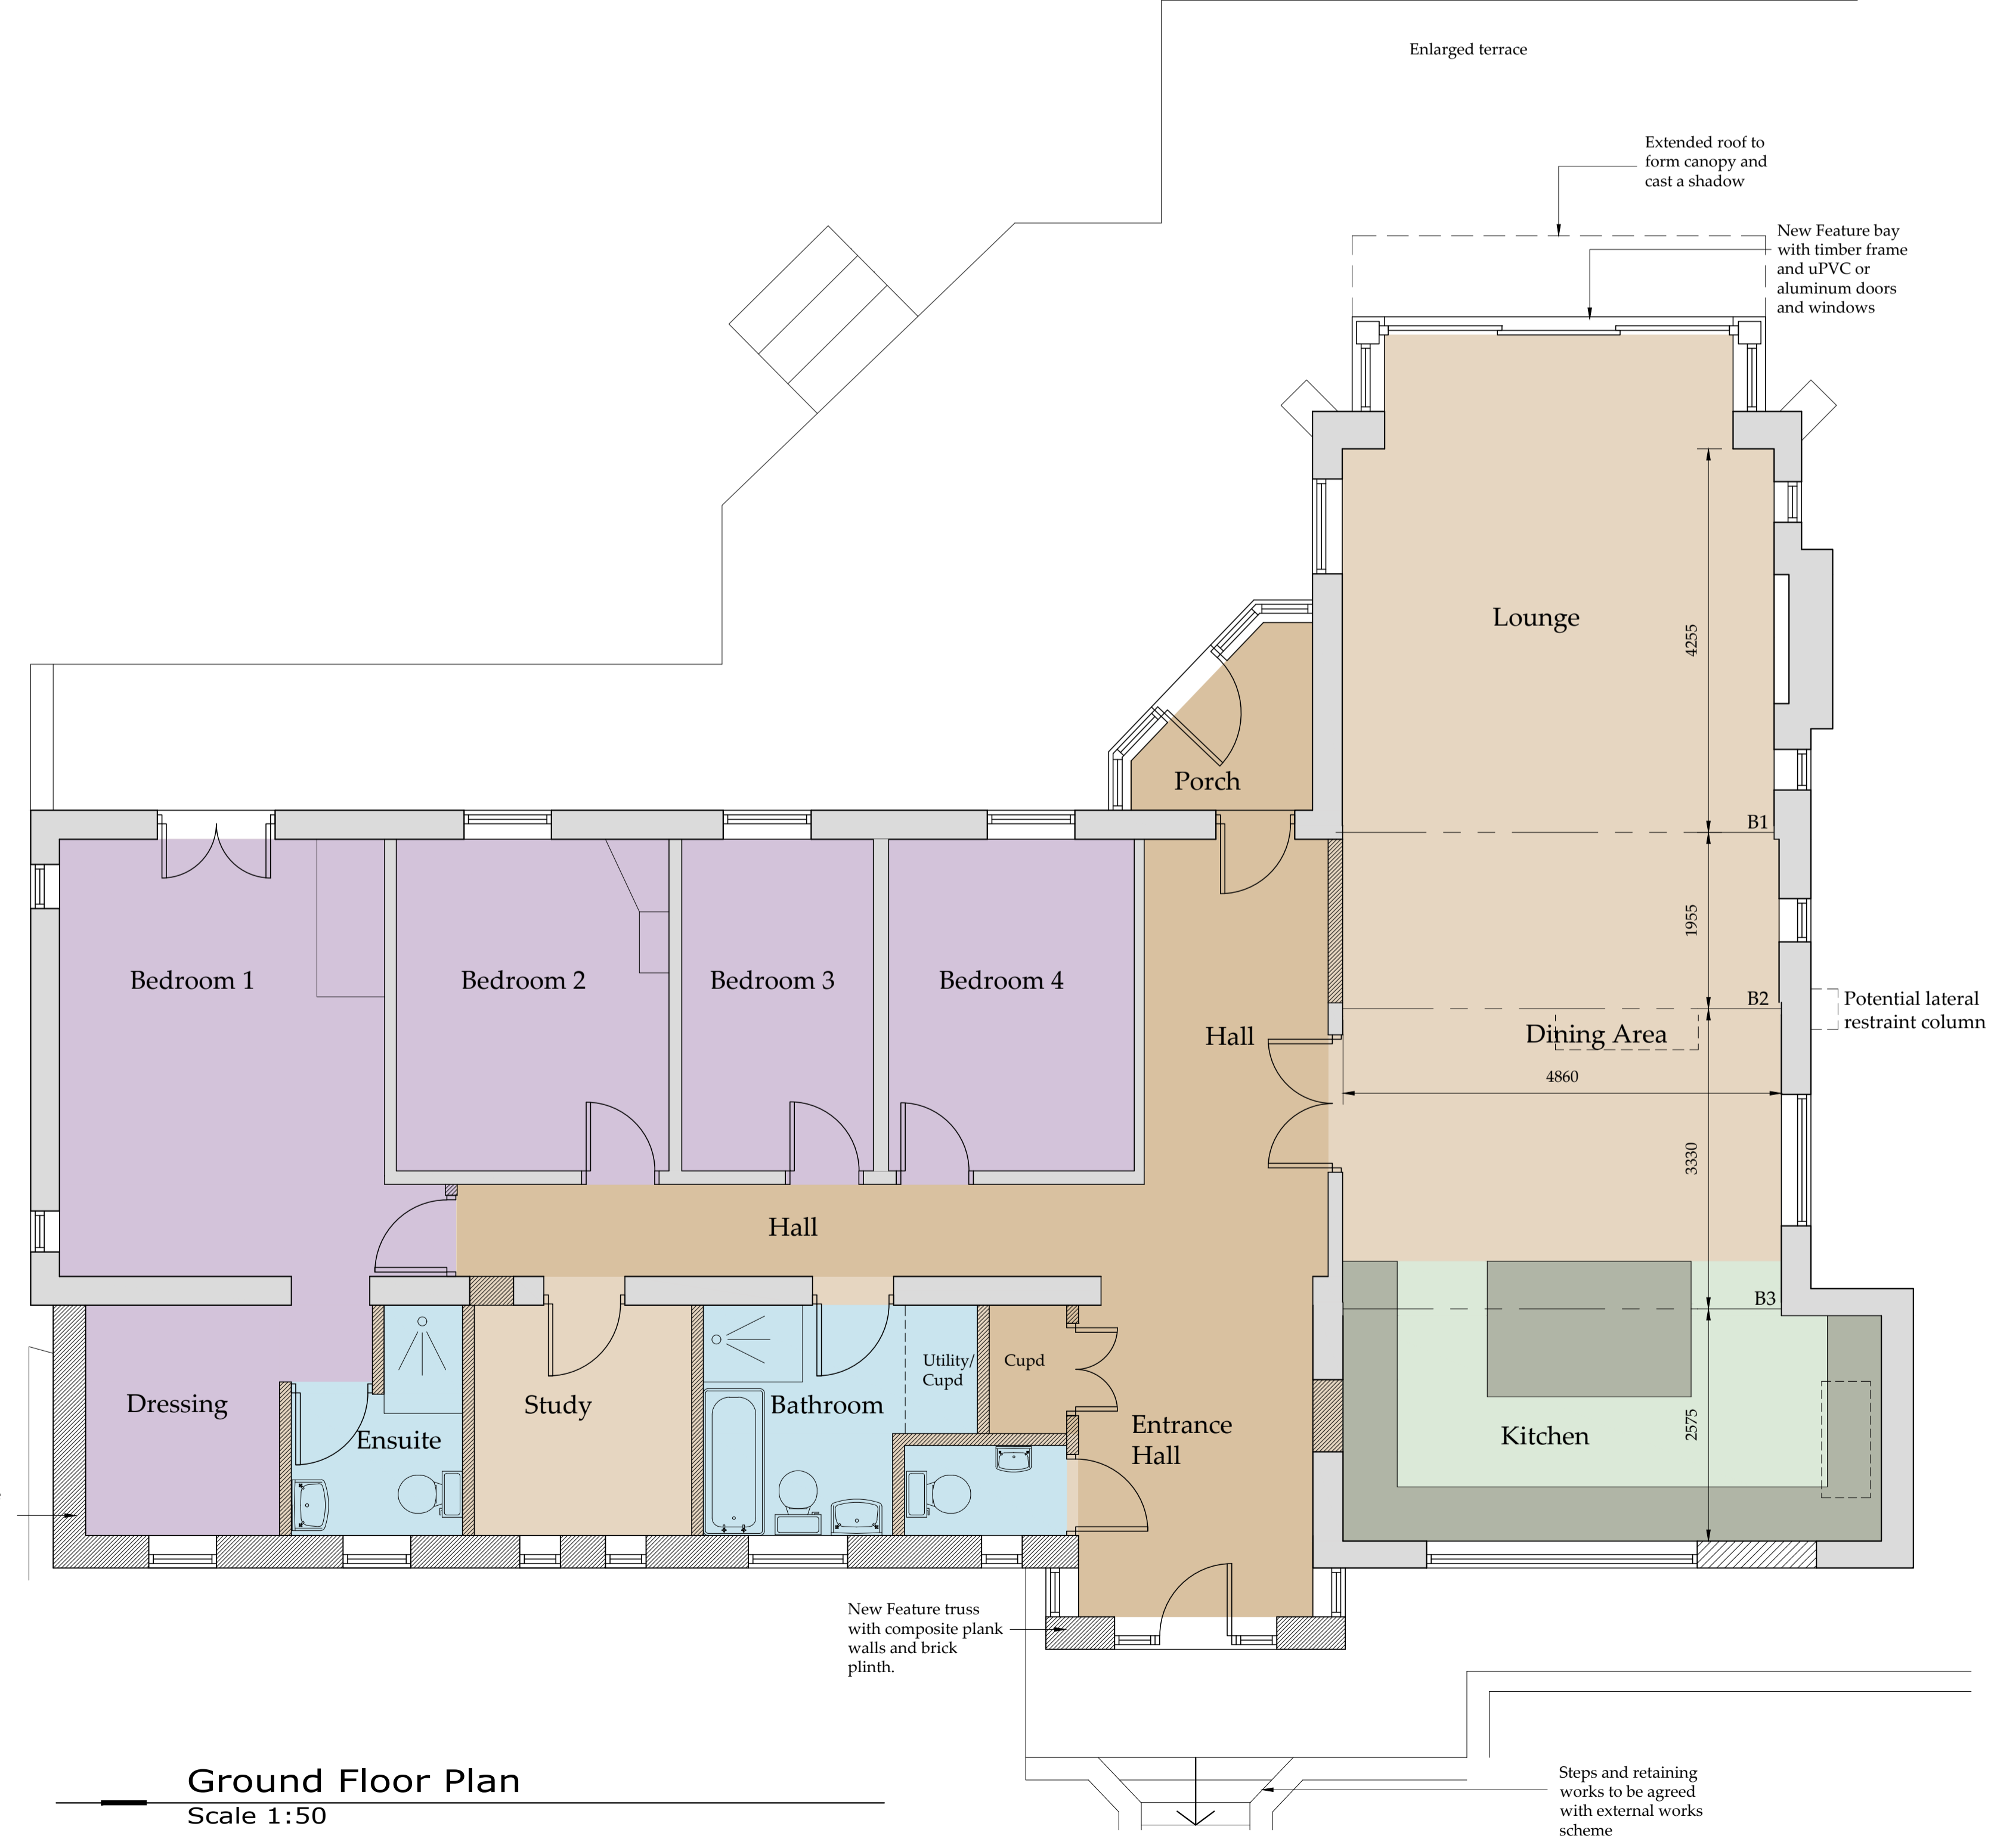 Enlarged terrace
Extended roof to
form canopy and
cast a shadow
New Feature bay
with timber frame
and uPVC or
aluminum doors
and windows
Lounge
4255
Porch
B1
Bedroom 1
Bedroom 2
Bedroom 3
Bedroom 4
1955
Hall
B2
Potential lateral
restraint column
Dining Area
4860
3330
Hall
B3
Dressing
Ensuite
Study
Bathroom
Utility/
Cupd
Cupd
Entrance
Hall
Kitchen
2575
New Feature truss
with composite plank
walls and brick
plinth.
Ground Floor Plan
Scale 1:50
Steps and retaining
works to be agreed
with external works
scheme